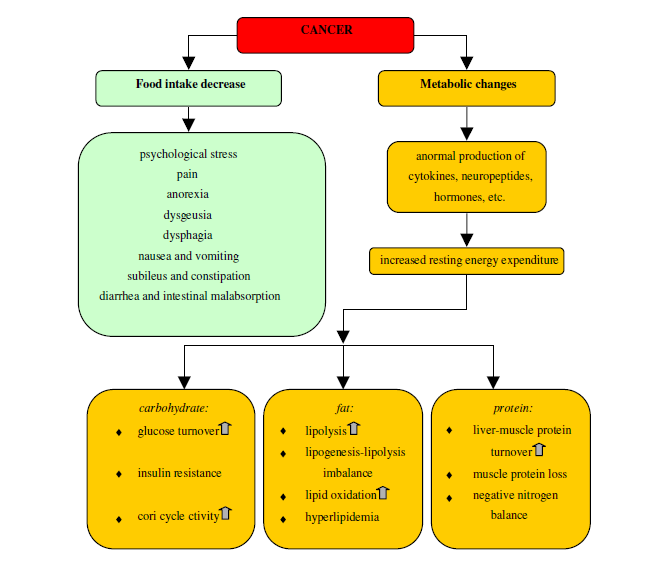 CANCER
Food intake decrease
Metabolic changes
psychological stress
pain
anorexia
dysgeusia
dysphagia
nausea and vomiting
subileus and constipation
diarrhea and intestinal malabsorption
anormal production of
cytokines, neuropeptides,
hormones, etc.
increased resting energy expenditure
carbohydrate:
glucose turnover
insulin resistance
cori cycle ctivity
fat:
lipolysis
lipogenesis-lipolysis
imbalance
lipid oxidation
hyperlipidemia
protein:
liver-muscle protein
turnover
muscle protein loss
negative nitrogen
balance